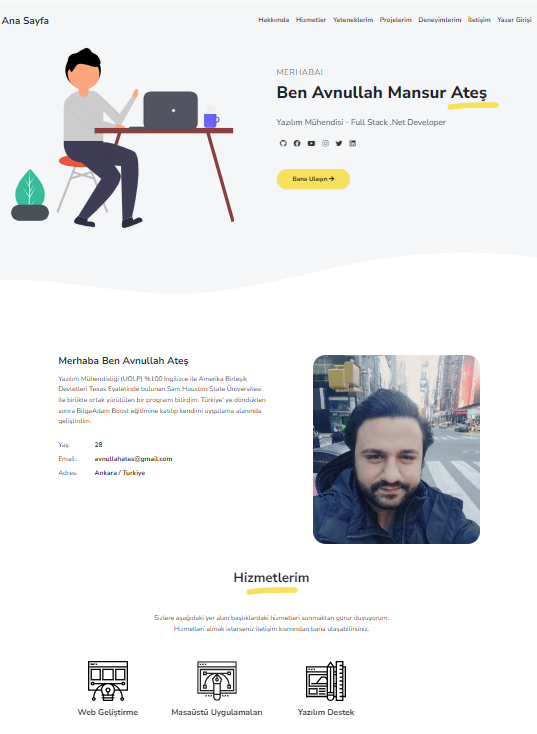 Ana Sayfa
Hakkımda Hizmetler Yeteneklerim Projelerim Deneyimlerim İletişim Yazar Girişi
MERHABA!
Ben Avnullah Mansur Ateş
Yazılım Mühendisi - Full Stack .Net Developer
Bana Ulaşın →
Merhaba Ben Avnullah Ateş
Yazılım Mühendisliği (UOLP) %100 İngilizce ile Amerika Birleşik
Devletleri Texas Eyaletinde bulunan Sam Houston State Üniversitesi
ile birlikte ortak yürütülen bir programı bitirdim. Türkiye' ye döndükten
sonra BilgeAdam Boost eğitimine katılıp kendimi uygulama alanında
geliştirdim.
Yaş: 28
Email: avnullahates@gmail.com
Adres: Ankara / Türkiye
Hizmetlerim
Sizlere aşağıdaki yer alan başlıklardaki hizmetleri sunmaktan gurur duyuyorum.
Hizmetleri almak isterseniz iletişim kısmından bana ulaşabilirsiniz.
Web Geliştirme Masaüstü Uygulamaları Yazılım Destek